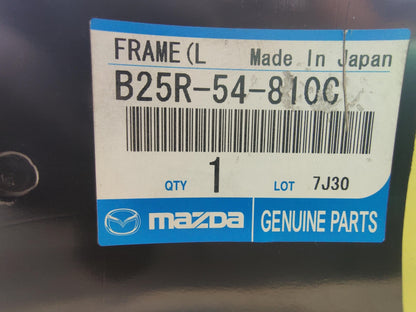 FRAME(L Made In Japan
B25R-54-810C
QTY 1 LOT 7J30
mazda GENUINE PARTS